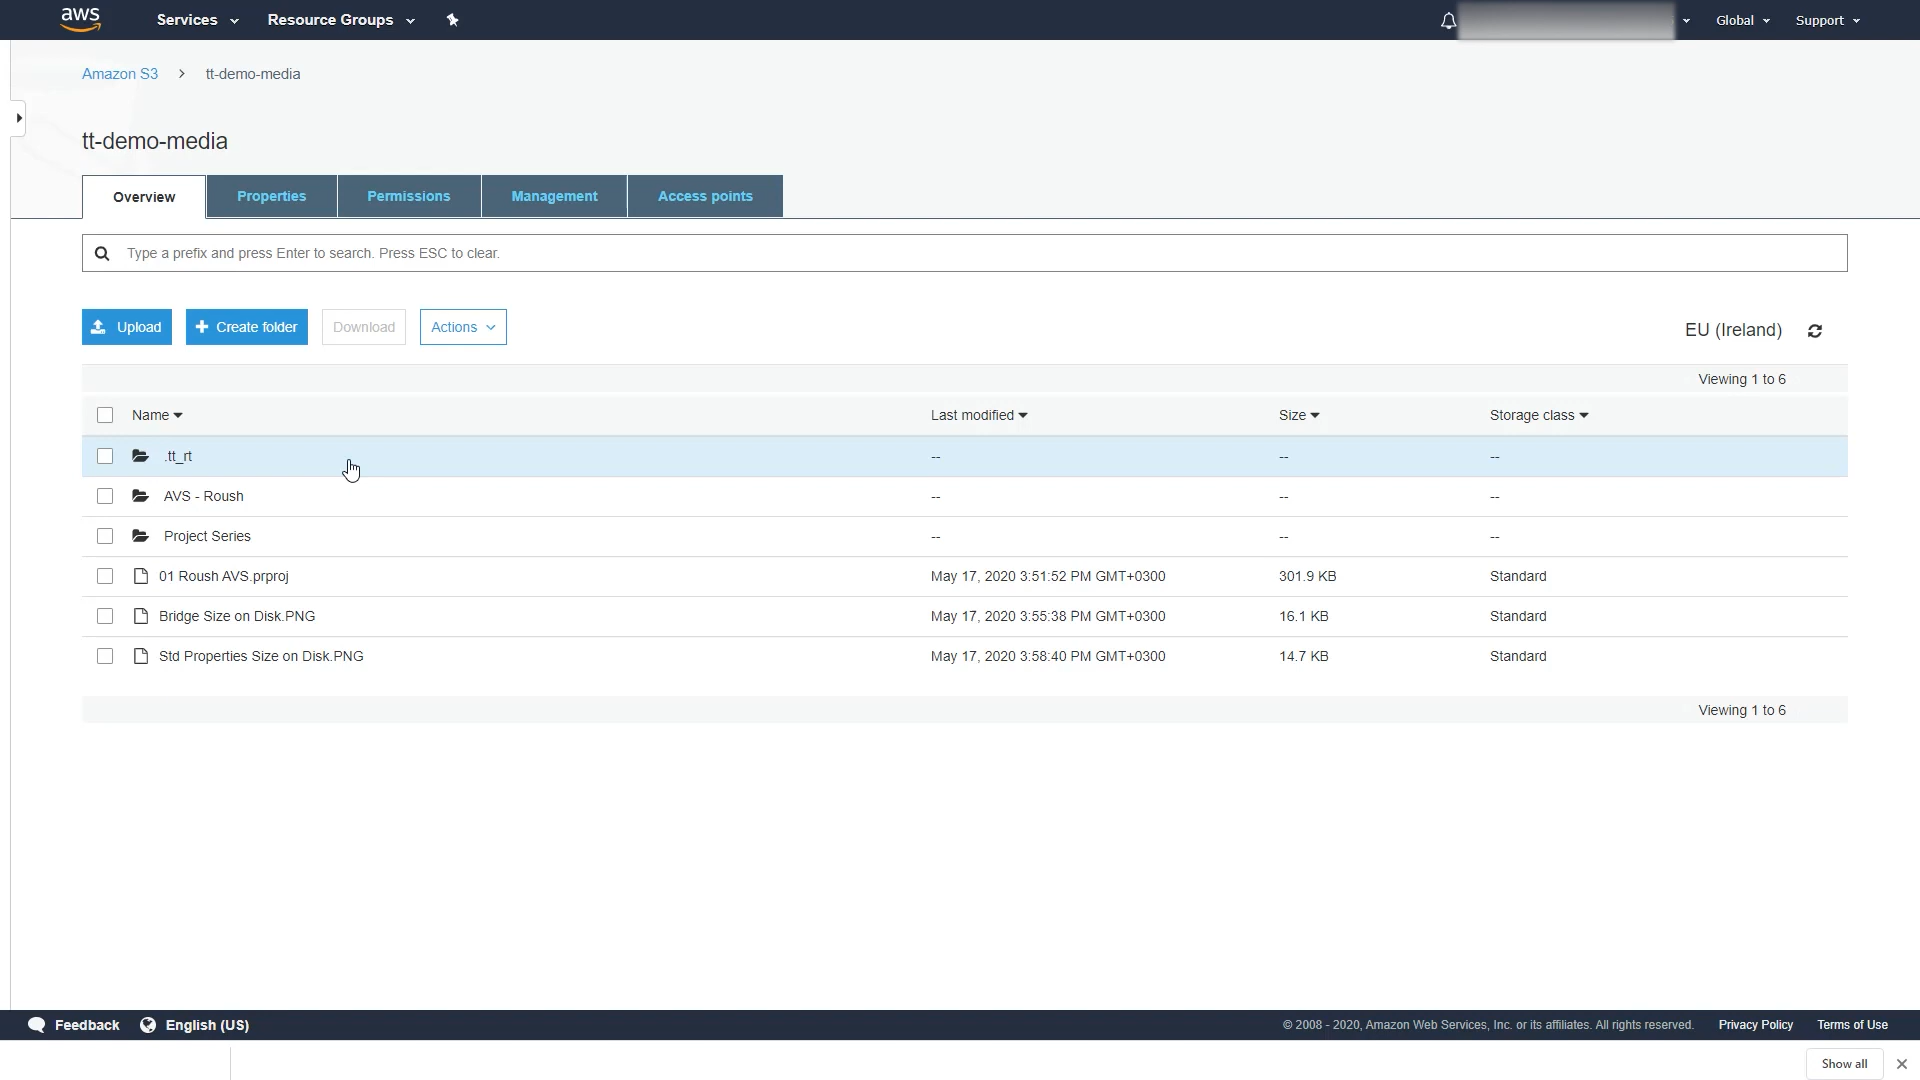 aws Services Resource Groups Global Support
Amazon S3 > tt-demo-media
tt-demo-media
Overview Properties Permissions Management Access points
Type a prefix and press Enter to search. Press ESC to clear.
Upload + Create folder Download Actions EU (Ireland)
Viewing 1 to 6
Name Last modified Size Storage class
.tt_rt -- -- --
AVS - Roush -- -- --
Project Series -- -- --
01 Roush AVS.prproj May 17, 2020 3:51:52 PM GMT+0300 301.9 KB Standard
Bridge Size on Disk.PNG May 17, 2020 3:55:38 PM GMT+0300 16.1 KB Standard
Std Properties Size on Disk.PNG May 17, 2020 3:58:40 PM GMT+0300 14.7 KB Standard
Viewing 1 to 6
Feedback English (US) © 2008 - 2020, Amazon Web Services, Inc. or its affiliates. All rights reserved. Privacy Policy Terms of Use
Show all